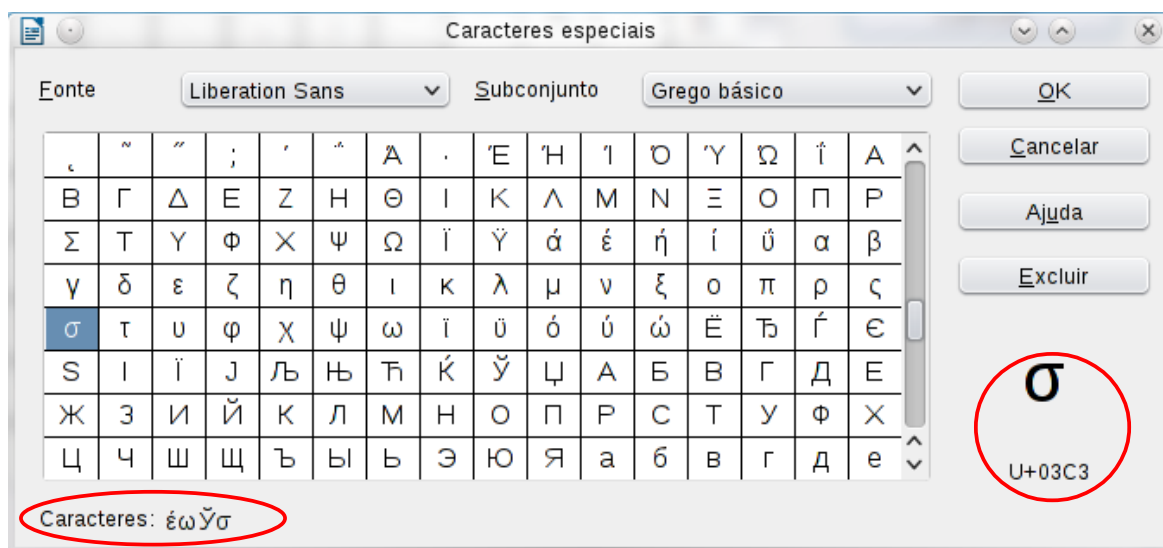 Caracteres especiais
Fonte Liberation Sans Subconjunto Grego básico OK
Cancelar
Ajuda
Excluir
ͺ ῀ ˝ ; ΄ ΅ Ά · Έ Ή Ί Ό Ύ Ώ ΐ Α
Β Γ Δ Ε Ζ Η Θ Ι Κ Λ Μ Ν Ξ Ο Π Ρ
Σ Τ Υ Φ Χ Ψ Ω Ϊ Ϋ ά έ ή ί ΰ α β
γ δ ε ζ η θ ι κ λ μ ν ξ ο π ρ ς
σ τ υ φ χ ψ ω ϊ ϋ ό ύ ώ Ё Ђ Ѓ Є
Ѕ І Ї Ј Љ Њ Ћ Ќ Ў Џ А Б В Г Д Е
Ж З И Й К Л М Н О П Р С Т У Ф Х
Ц Ч Ш Щ Ъ Ы Ь Э Ю Я а б в г д е
σ
U+03C3
Caracteres: έωЎσ